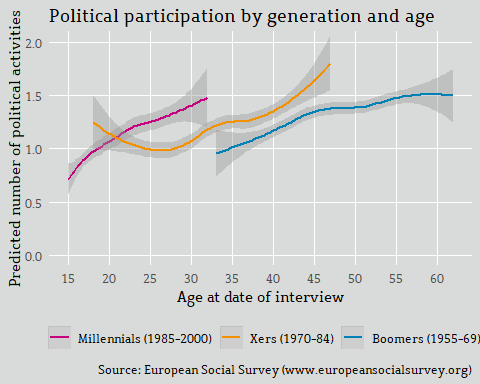 Political participation by generation and age
Predicted number of political activities
2.0
1.5
1.0
0.5
0.0
15 20 25 30 35 40 45 50 55 60
Age at date of interview
Millennials (1985-2000) Xers (1970-84) Boomers (1955-69)
Source: European Social Survey (www.europeansocialsurvey.org)